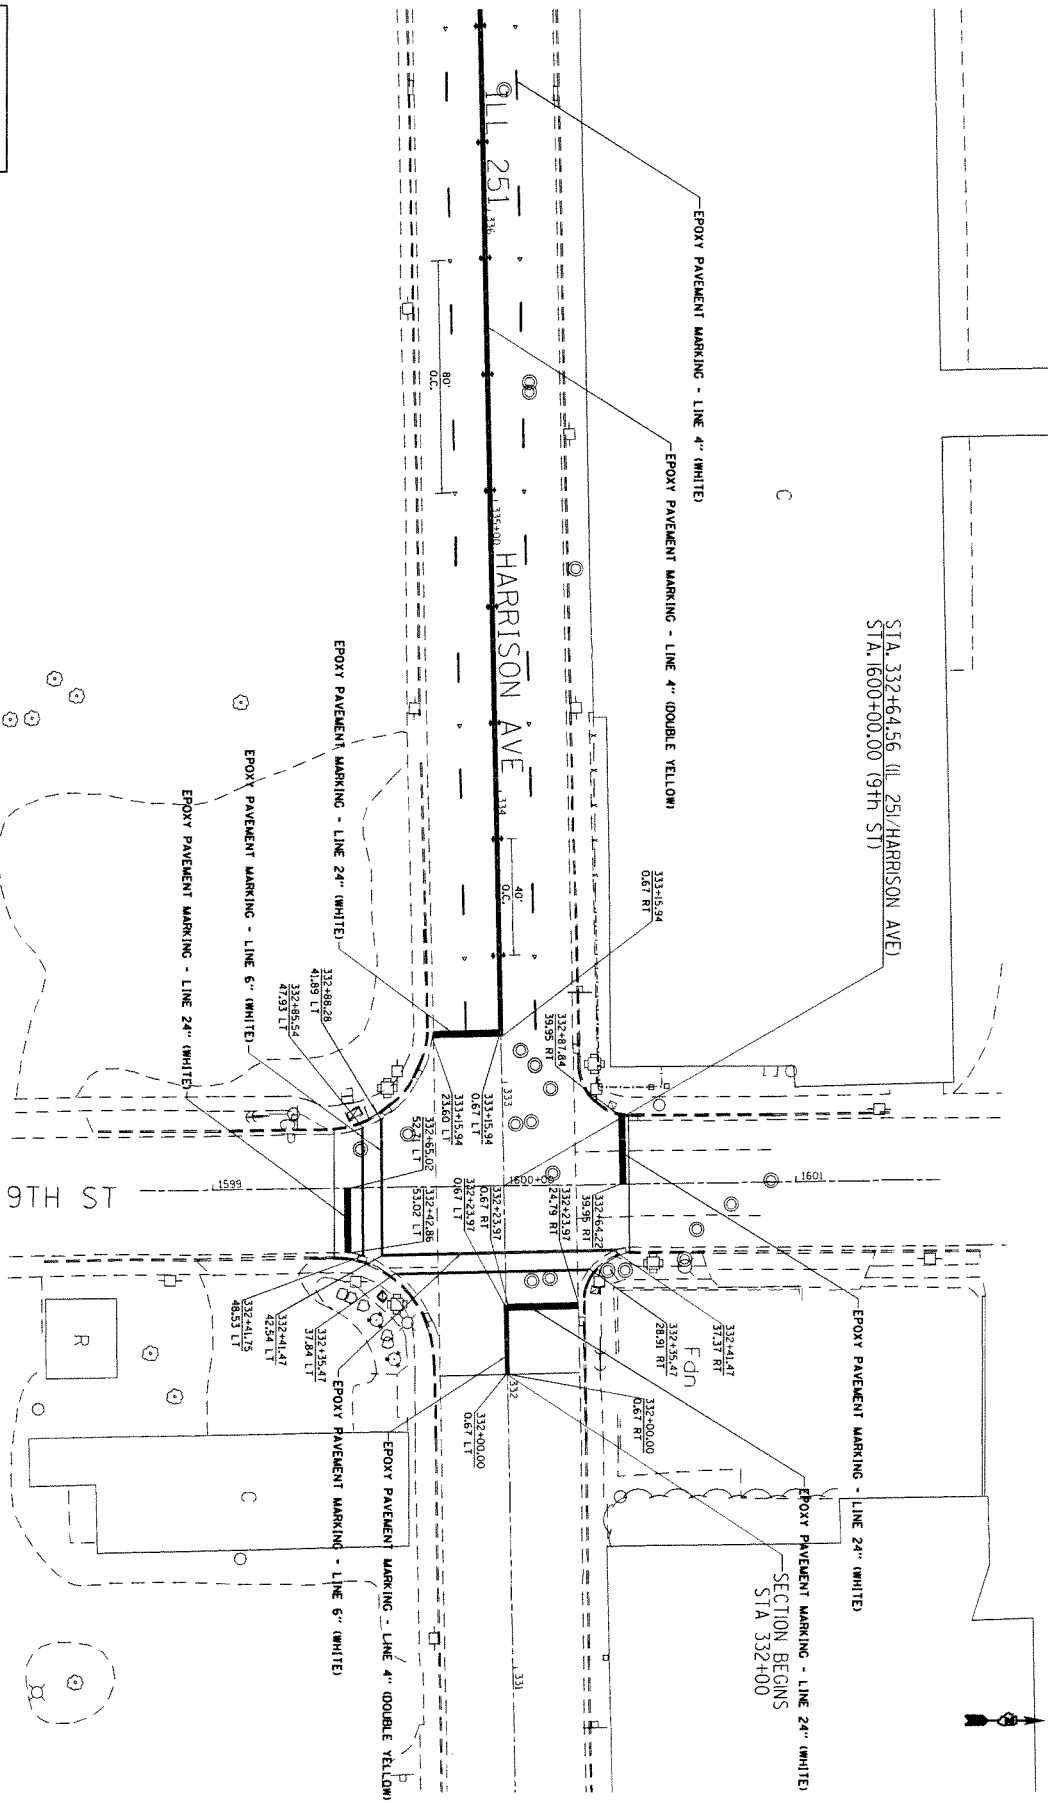 ILL 251
336
EPOXY PAVEMENT MARKING - LINE 4" (WHITE)
EPOXY PAVEMENT MARKING - LINE 4" (DOUBLE YELLOW)
80'
O.C.
C
335+00
HARRISON AVE
STA. 332+64.56 (IL 251/HARRISON AVE)
STA. 1600+00.00 (9th ST)
EPOXY PAVEMENT MARKING - LINE 24" (WHITE)
EPOXY PAVEMENT MARKING - LINE 6" (WHITE)
EPOXY PAVEMENT MARKING - LINE 24" (WHITE)
334
40'
O.C.
333+15.94
0.67 RT
332+88.28
41.89 LT
332+85.54
47.93 LT
332+87.84
39.95 RT
333
333+15.94
0.67 LT
333+15.94
23.60 LT
332+65.02
52.71 LT
332+42.86
53.02 LT
332+64.22
39.95 RT
332+23.97
24.79 RT
332+23.97
0.67 RT
332+23.97
0.67 LT
9TH ST
1599
1600+00
1601
332+41.75
48.53 LT
332+41.47
42.54 LT
332+35.47
37.84 LT
332+41.47
37.37 RT
332+35.47
28.91 RT
Fdn
R
332
332+00.00
0.67 RT
332+00.00
0.67 LT
EPOXY PAVEMENT MARKING - LINE 24" (WHITE)
EPOXY PAVEMENT MARKING - LINE 24" (WHITE)
SECTION BEGINS
STA 332+00
EPOXY PAVEMENT MARKING - LINE 4" (DOUBLE YELLOW)
EPOXY PAVEMENT MARKING - LINE 6" (WHITE)
C
331